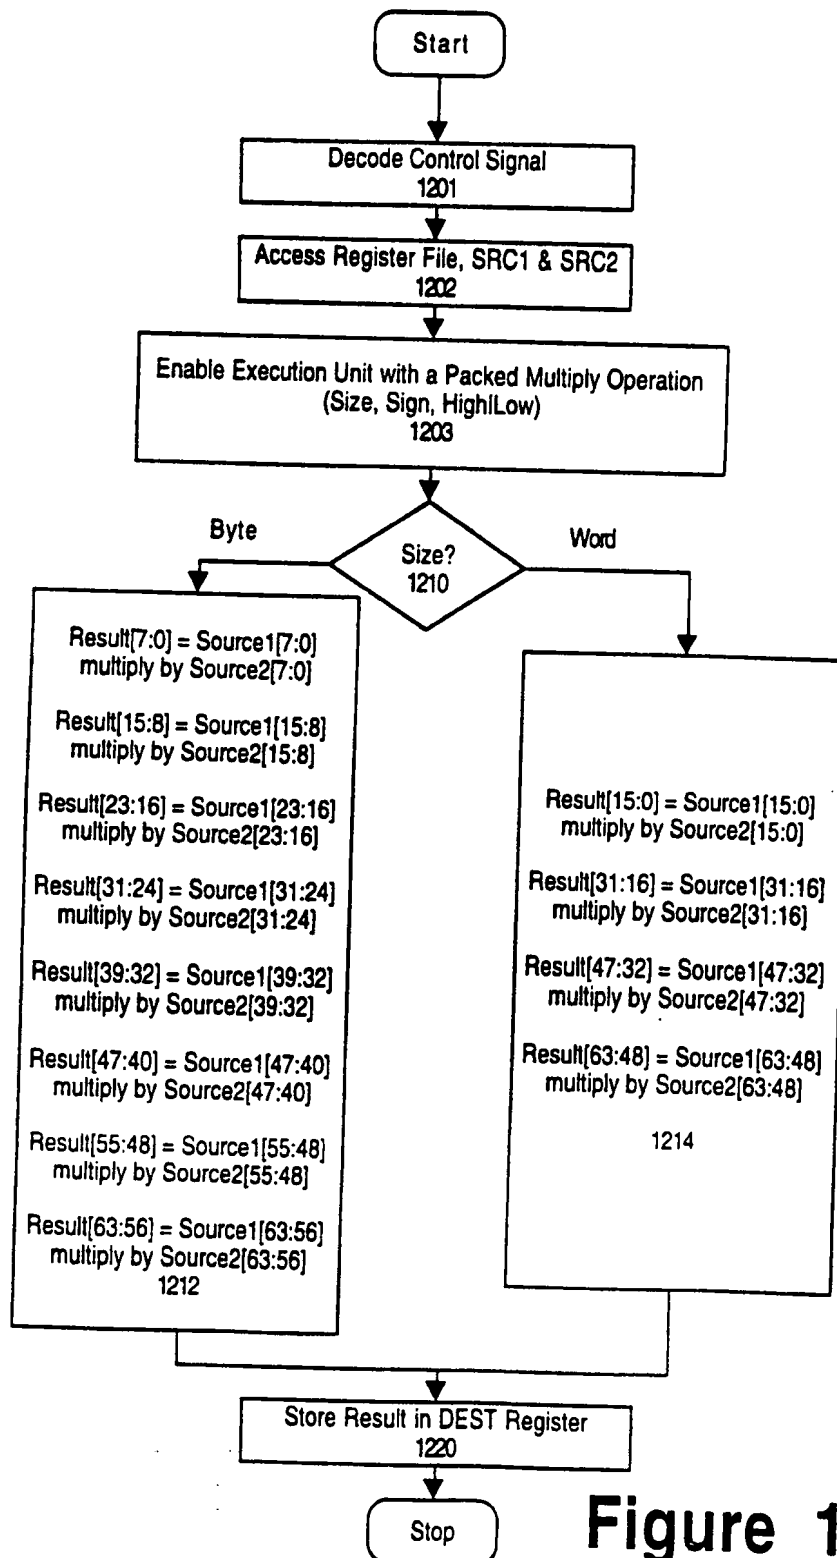 Start
Decode Control Signal
1201
Access Register File, SRC1 & SRC2
1202
Enable Execution Unit with a Packed Multiply Operation
(Size, Sign, High|Low)
1203
Byte
Size?
1210
Word
Result[7:0] = Source1[7:0]
multiply by Source2[7:0]
Result[15:8] = Source1[15:8]
multiply by Source2[15:8]
Result[23:16] = Source1[23:16]
multiply by Source2[23:16]
Result[31:24] = Source1[31:24]
multiply by Source2[31:24]
Result[39:32] = Source1[39:32]
multiply by Source2[39:32]
Result[47:40] = Source1[47:40]
multiply by Source2[47:40]
Result[55:48] = Source1[55:48]
multiply by Source2[55:48]
Result[63:56] = Source1[63:56]
multiply by Source2[63:56]
1212
Result[15:0] = Source1[15:0]
multiply by Source2[15:0]
Result[31:16] = Source1[31:16]
multiply by Source2[31:16]
Result[47:32] = Source1[47:32]
multiply by Source2[47:32]
Result[63:48] = Source1[63:48]
multiply by Source2[63:48]
1214
Store Result in DEST Register
1220
Stop
Figure 1